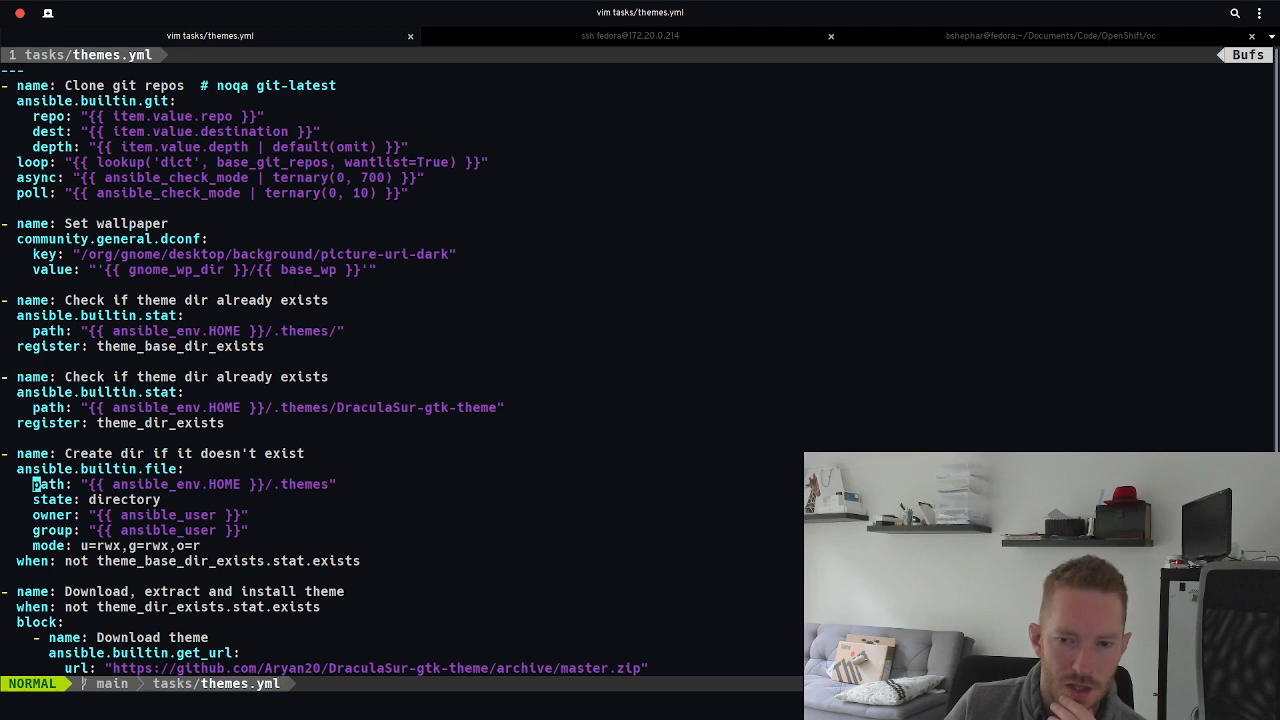 vim tasks/themes.yml
vim tasks/themes.yml
ssh fedora@172.20.0.214
bshephar@fedora:~/Documents/Code/OpenShift/oc
1 tasks/themes.yml
Bufs
---
- name: Clone git repos  # noqa git-latest
  ansible.builtin.git:
    repo: "{{ item.value.repo }}"
    dest: "{{ item.value.destination }}"
    depth: "{{ item.value.depth | default(omit) }}"
  loop: "{{ lookup('dict', base_git_repos, wantlist=True) }}"
  async: "{{ ansible_check_mode | ternary(0, 700) }}"
  poll: "{{ ansible_check_mode | ternary(0, 10) }}"
- name: Set wallpaper
  community.general.dconf:
    key: "/org/gnome/desktop/background/picture-uri-dark"
    value: "'{{ gnome_wp_dir }}/{{ base_wp }}'"
- name: Check if theme dir already exists
  ansible.builtin.stat:
    path: "{{ ansible_env.HOME }}/.themes/"
  register: theme_base_dir_exists
- name: Check if theme dir already exists
  ansible.builtin.stat:
    path: "{{ ansible_env.HOME }}/.themes/DraculaSur-gtk-theme"
  register: theme_dir_exists
- name: Create dir if it doesn't exist
  ansible.builtin.file:
    path: "{{ ansible_env.HOME }}/.themes"
    state: directory
    owner: "{{ ansible_user }}"
    group: "{{ ansible_user }}"
    mode: u=rwx,g=rwx,o=r
  when: not theme_base_dir_exists.stat.exists
- name: Download, extract and install theme
  when: not theme_dir_exists.stat.exists
  block:
    - name: Download theme
      ansible.builtin.get_url:
        url: "https://github.com/Aryan20/DraculaSur-gtk-theme/archive/master.zip"
NORMAL main tasks/themes.yml